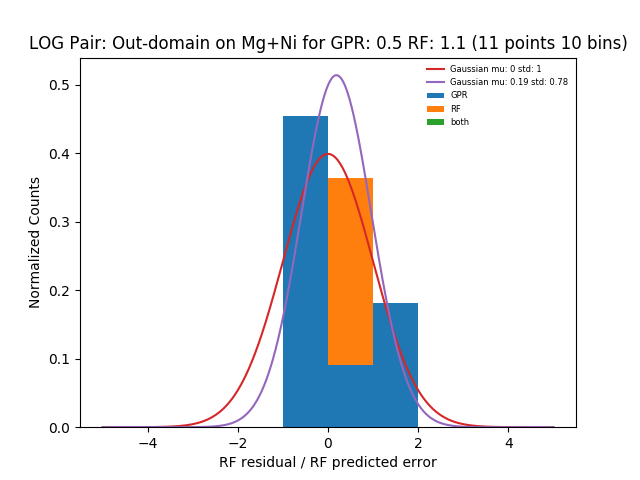 LOG Pair: Out-domain on Mg+Ni for GPR: 0.5 RF: 1.1 (11 points 10 bins)
Gaussian mu: 0 std: 1
Gaussian mu: 0.19 std: 0.78
GPR
RF
both
Normalized Counts
0.5
0.4
0.3
0.2
0.1
0.0
−4
−2
0
2
4
RF residual / RF predicted error